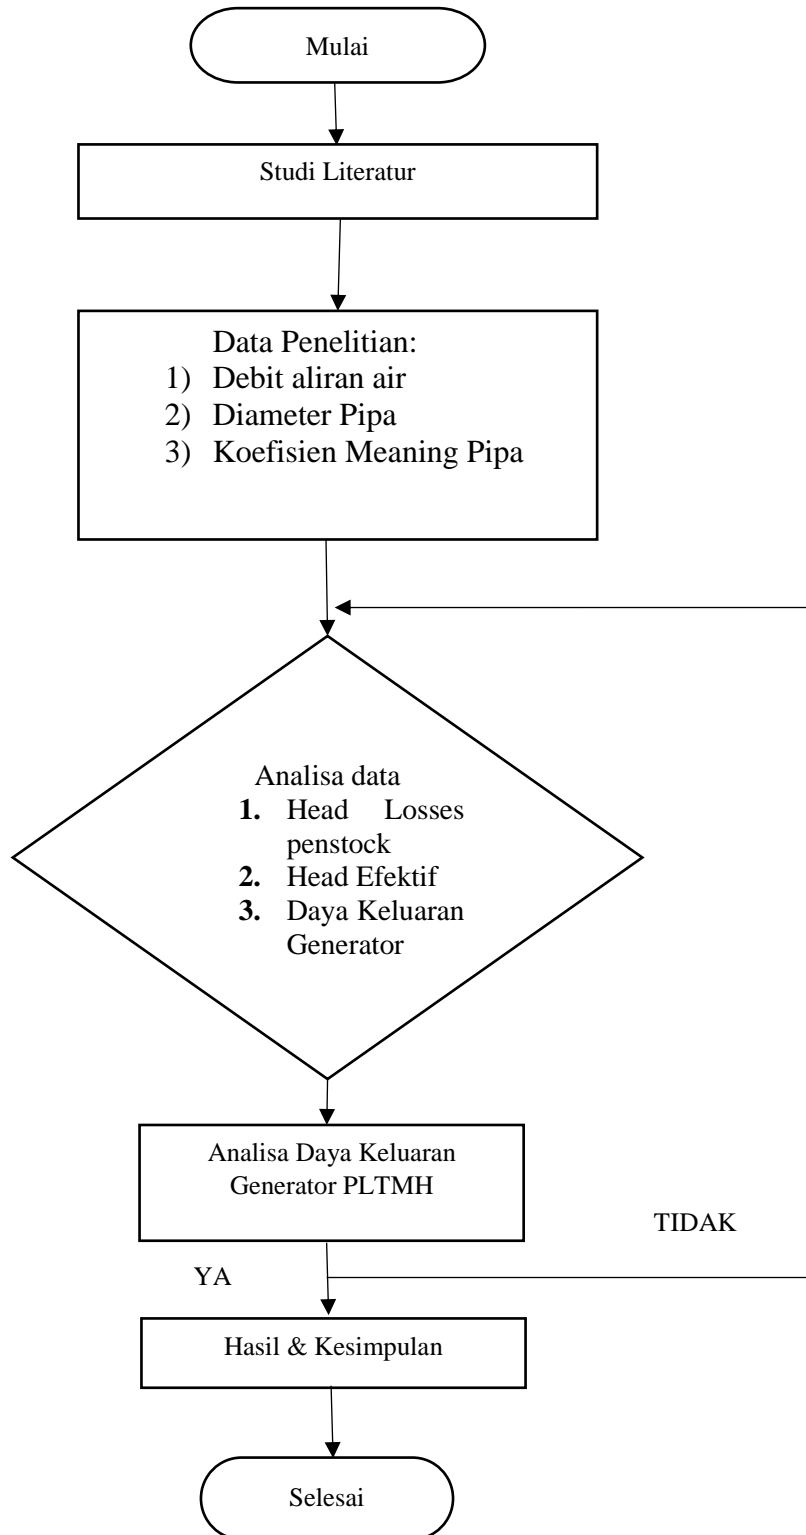 Mulai
Studi Literatur
Data Penelitian:
1) Debit aliran air
2) Diameter Pipa
3) Koefisien Meaning Pipa
Analisa data
1. Head Losses
penstock
2. Head Efektif
3. Daya Keluaran
Generator
Analisa Daya Keluaran
Generator PLTMH
TIDAK
YA
Hasil & Kesimpulan
Selesai